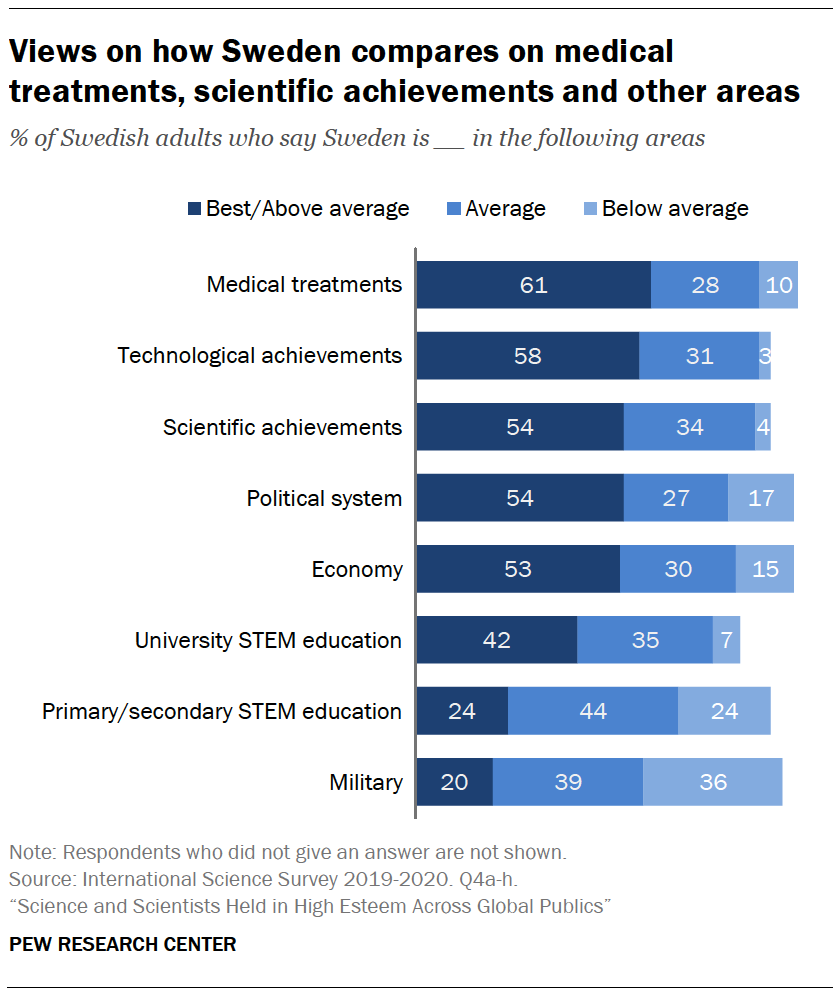 Views on how Sweden compares on medical
treatments, scientific achievements and other areas
% of Swedish adults who say Sweden is __ in the following areas
Best/Above average Average Below average
Medical treatments 61 28 10
Technological achievements 58 31 3
Scientific achievements 54 34 4
Political system 54 27 17
Economy 53 30 15
University STEM education 42 35 7
Primary/secondary STEM education 24 44 24
Military 20 39 36
Note: Respondents who did not give an answer are not shown.
Source: International Science Survey 2019-2020. Q4a-h.
“Science and Scientists Held in High Esteem Across Global Publics”
PEW RESEARCH CENTER